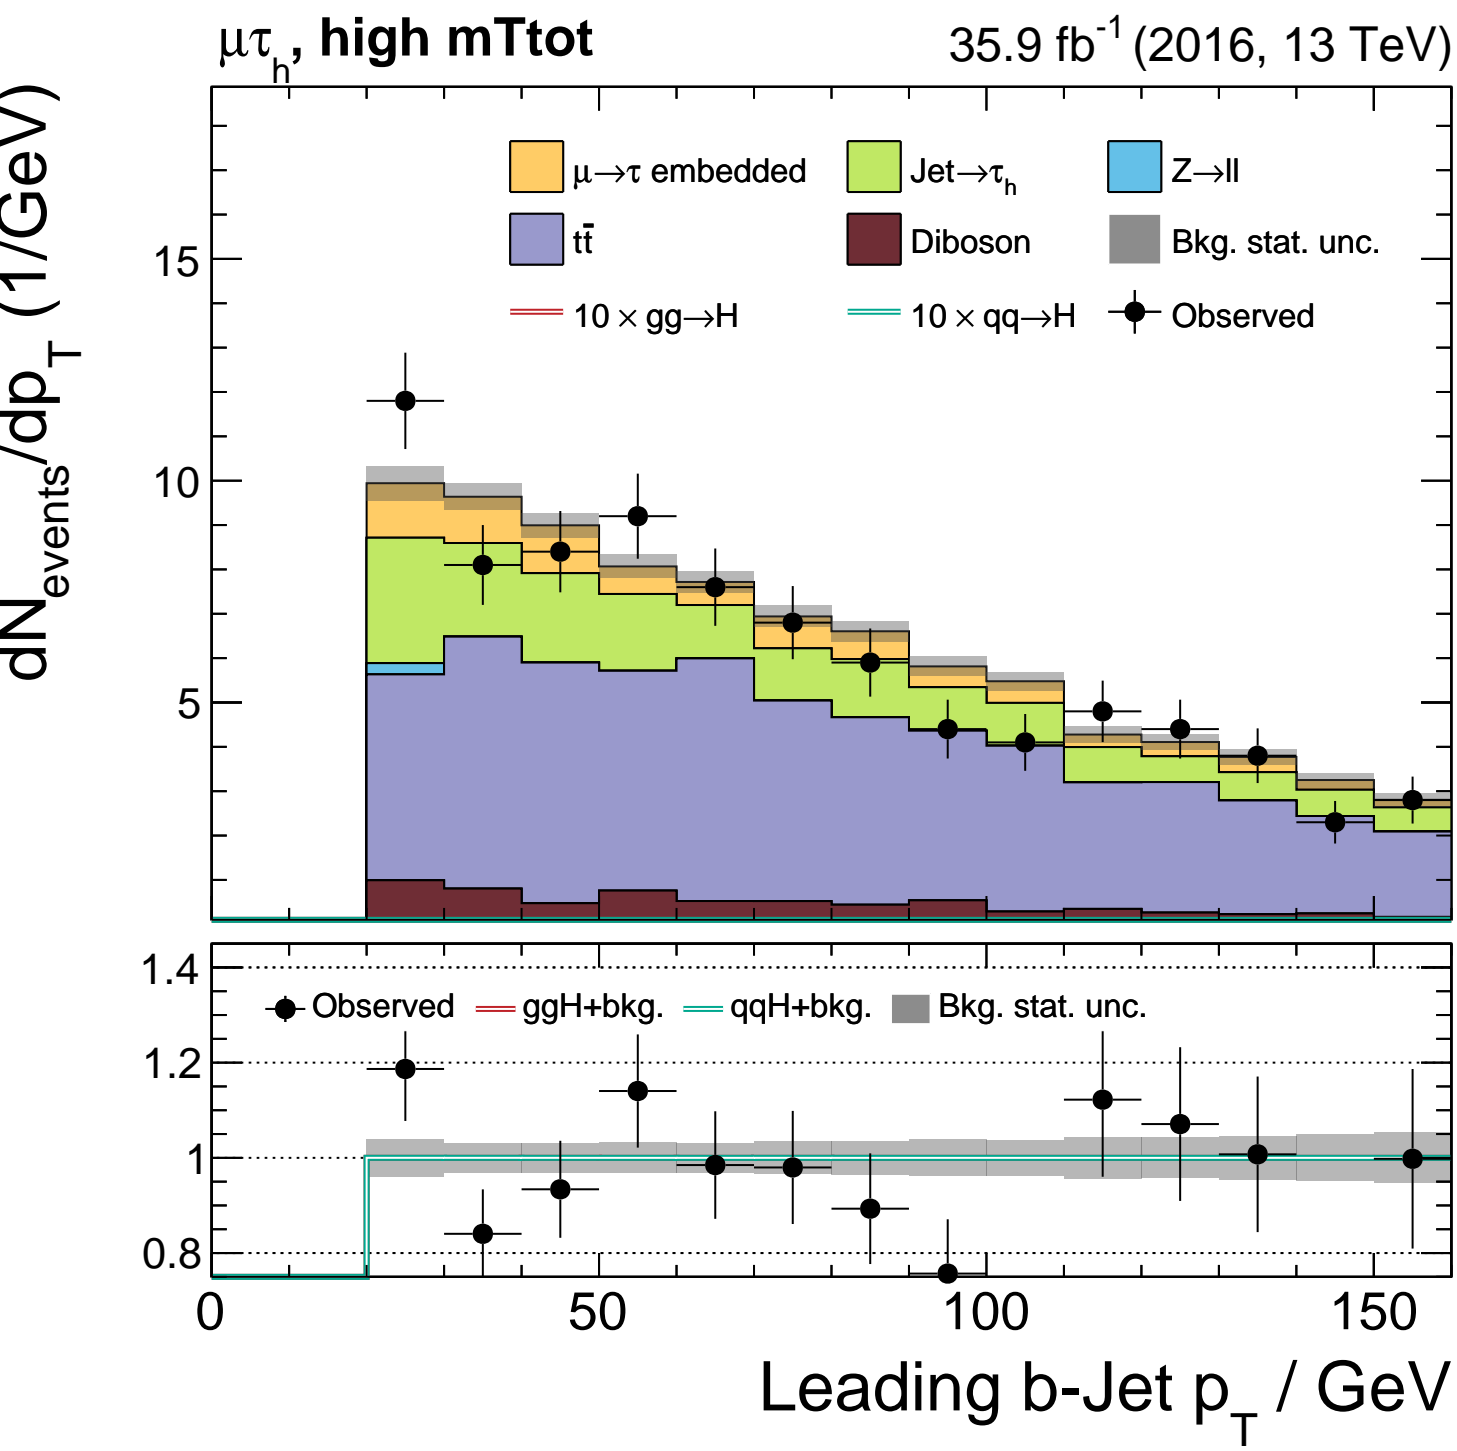 μτh, high mTtot
35.9 fb-1 (2016, 13 TeV)
dNevents/dpT (1/GeV)
μ→τ embedded
Jet→τh
Z→ll
tt̄
Diboson
Bkg. stat. unc.
10 × gg→H
10 × qq→H
Observed
15
10
5
1.4
1.2
1
0.8
Observed
ggH+bkg.
qqH+bkg.
Bkg. stat. unc.
0
50
100
150
Leading b-Jet pT / GeV